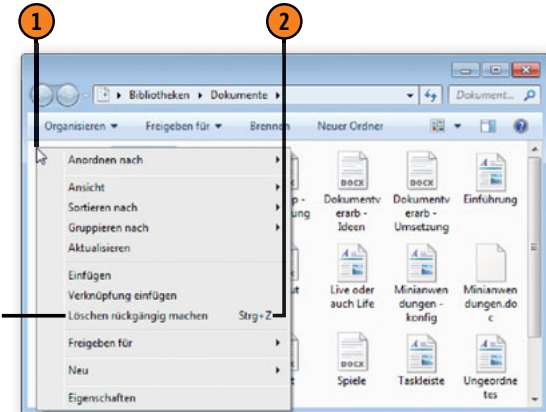 1
2
Bibliotheken
Dokumente
Dokument...
Organisieren
Freigeben für
Brennen
Neuer Ordner
Anordnen nach
Ansicht
Sortieren nach
Gruppieren nach
Aktualisieren
Einfügen
Verknüpfung einfügen
Löschen rückgängig machen Strg+Z
Freigeben für
Neu
Eigenschaften
DOCX
DOCX
Dokumentv
erarb -
Ideen
Dokumentv
erarb -
Umsetzung
Einführung
Live oder
auch Life
Minianwen
dungen -
konfig
Minianwen
dungen.do
c
DOCX
Spiele
Taskleiste
Ungeordne
tes